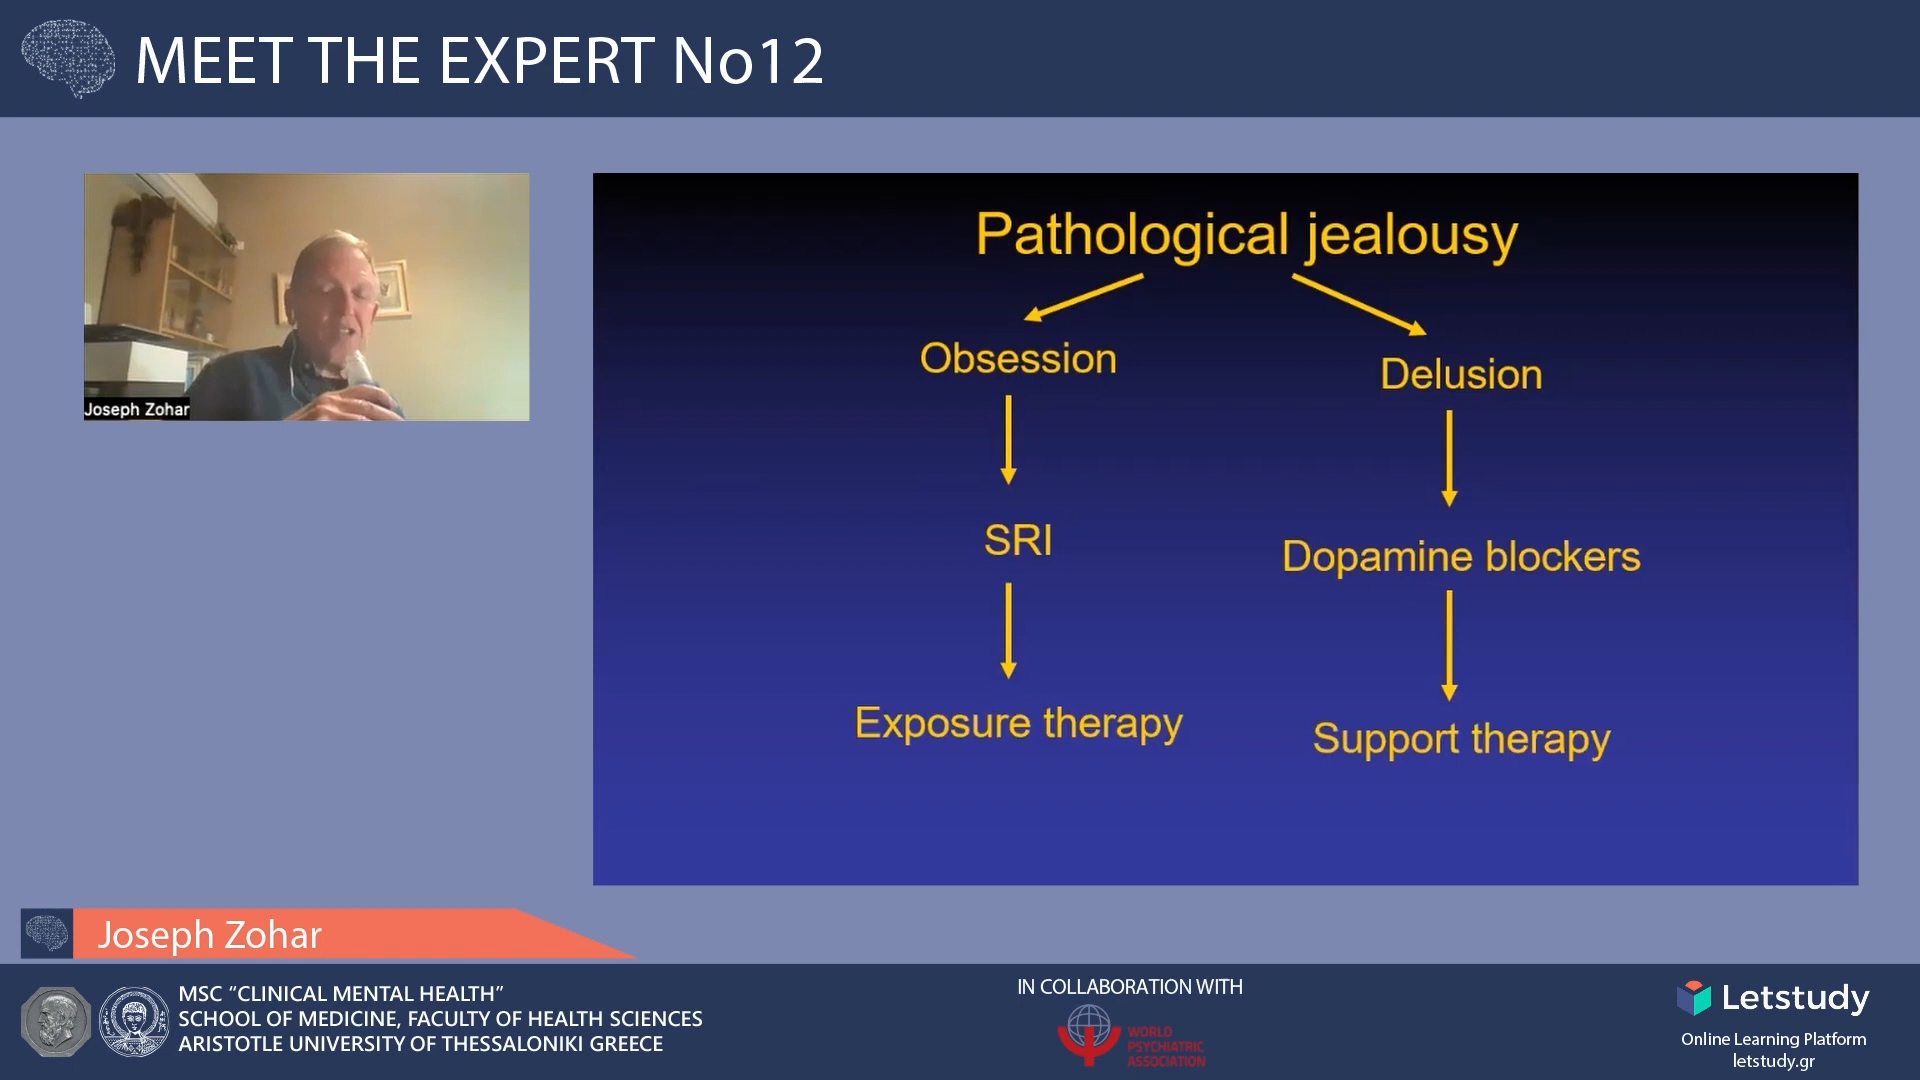 MEET THE EXPERT No12
Joseph Zohar
Pathological jealousy
Obsession
Delusion
SRI
Dopamine blockers
Exposure therapy
Support therapy
Joseph Zohar
MSC “CLINICAL MENTAL HEALTH”
SCHOOL OF MEDICINE, FACULTY OF HEALTH SCIENCES
ARISTOTLE UNIVERSITY OF THESSALONIKI GREECE
IN COLLABORATION WITH
WORLD
PSYCHIATRIC
ASSOCIATION
Letstudy
Online Learning Platform
letstudy.gr